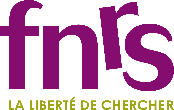 fnrs
LA LIBERTÉ DE CHERCHER